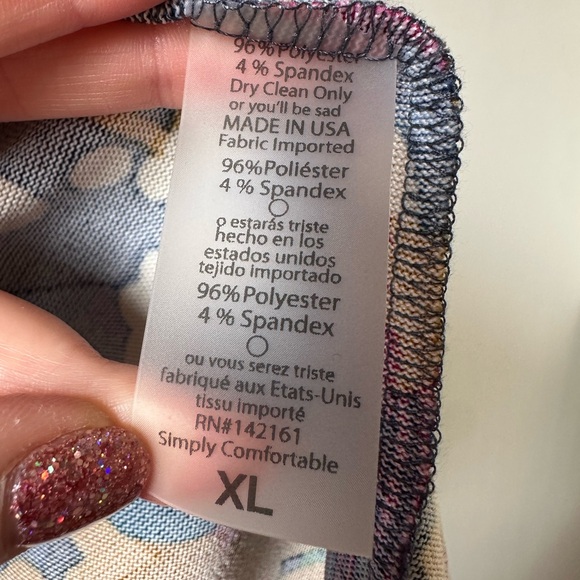 96% Polyester
4 % Spandex
Dry Clean Only
or you'll be sad
MADE IN USA
Fabric Imported
96%Poliéster
4 % Spandex
o estarás triste
hecho en los
estados unidos
tejido importado
96%Polyester
4 % Spandex
ou vous serez triste
fabriqué aux Etats-Unis
tissu importé
RN#142161
Simply Comfortable
XL